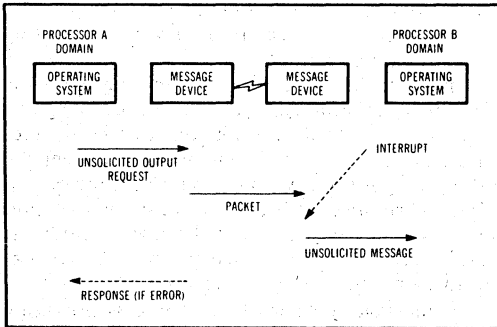 PROCESSOR A
DOMAIN
PROCESSOR B
DOMAIN
OPERATING
SYSTEM
MESSAGE
DEVICE
MESSAGE
DEVICE
OPERATING
SYSTEM
INTERRUPT
UNSOLICITED OUTPUT
REQUEST
PACKET
UNSOLICITED MESSAGE
RESPONSE (IF ERROR)